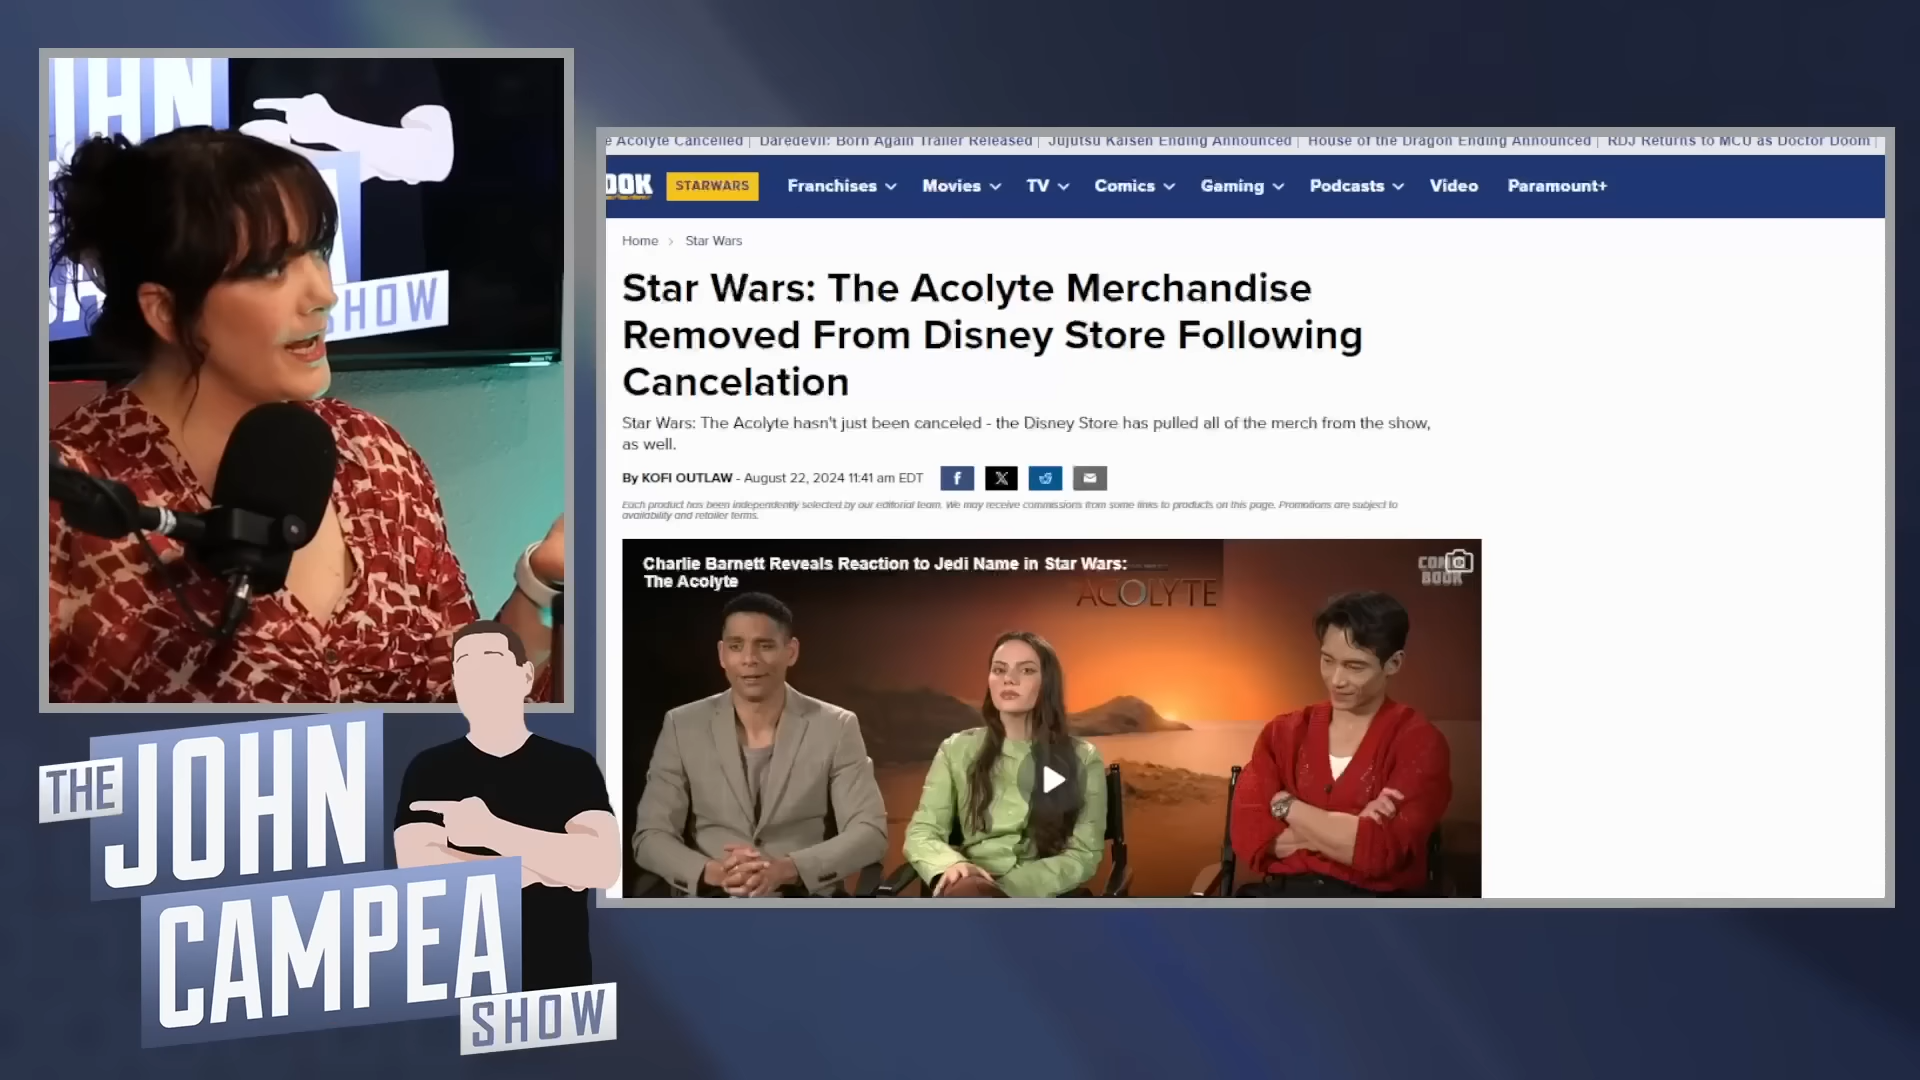 JHN
SHOW
THE
JOHN
CAMPEA
SHOW
e Acolyte Cancelled | Daredevil: Born Again Trailer Released | Jujutsu Kaisen Ending Announced | House of the Dragon Ending Announced | RDJ Returns to MCU as Doctor Doom |
OOK STARWARS Franchises Movies TV Comics Gaming Podcasts Video Paramount+
Home > Star Wars
Star Wars: The Acolyte Merchandise
Removed From Disney Store Following
Cancelation
Star Wars: The Acolyte hasn't just been canceled - the Disney Store has pulled all of the merch from the show,
as well.
By KOFI OUTLAW - August 22, 2024 11:41 am EDT
Each product has been independently selected by our editorial team. We may receive commissions from some links to products on this page. Promotions are subject to
availability and retailer terms.
Charlie Barnett Reveals Reaction to Jedi Name in Star Wars:
The Acolyte
ACOLYTE
COMIC
BOOK